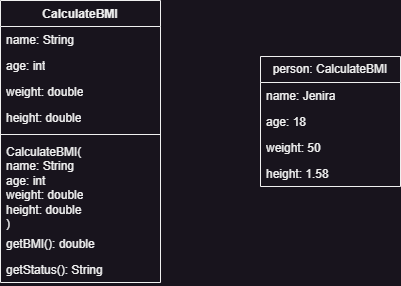 CalculateBMI
name: String
age: int
weight: double
height: double
CalculateBMI(
name: String
age: int
weight: double
height: double
)
getBMI(): double
getStatus(): String
person: CalculateBMI
name: Jenira
age: 18
weight: 50
height: 1.58